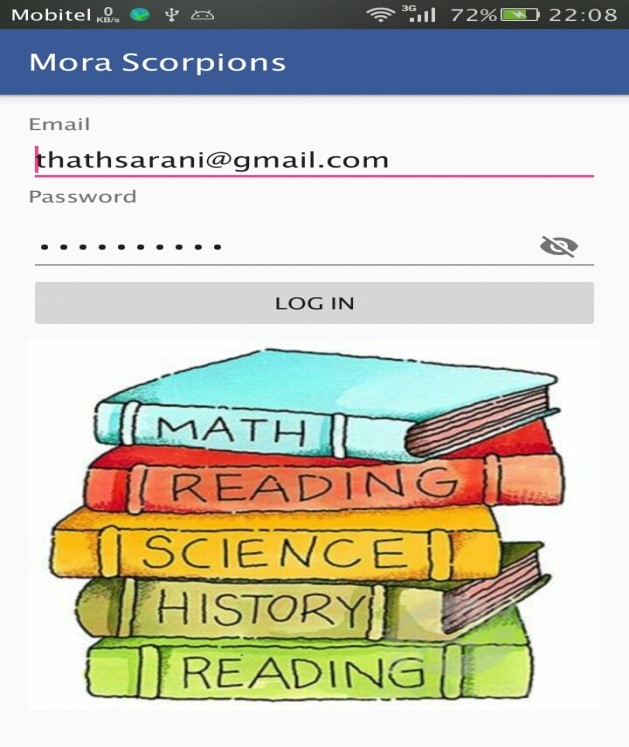 Mobitel 0 KB/s 3G 72% 22:08
Mora Scorpions
Email
thathsarani@gmail.com
Password
••••••••••
LOG IN
MATH
READING
SCIENCE
HISTORY
READING